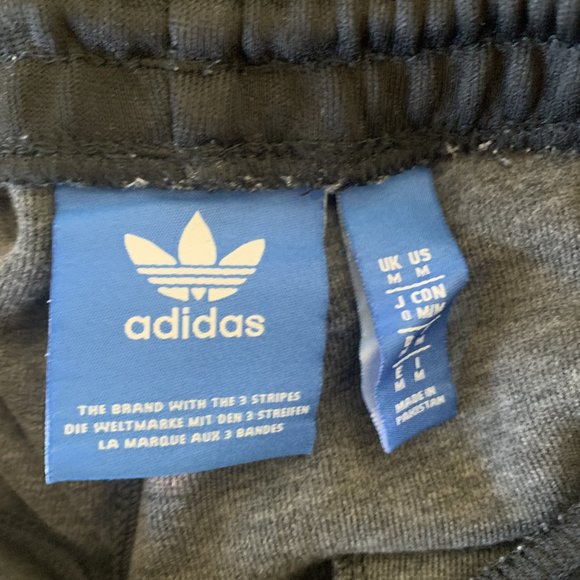 adidas
THE BRAND WITH THE 3 STRIPES
DIE WELTMARKE MIT DEN 3 STREIFEN
LA MARQUE AUX 3 BANDES
UK US
M M
J CDN
O M/M
E I
M M
MADE IN
PAKISTAN